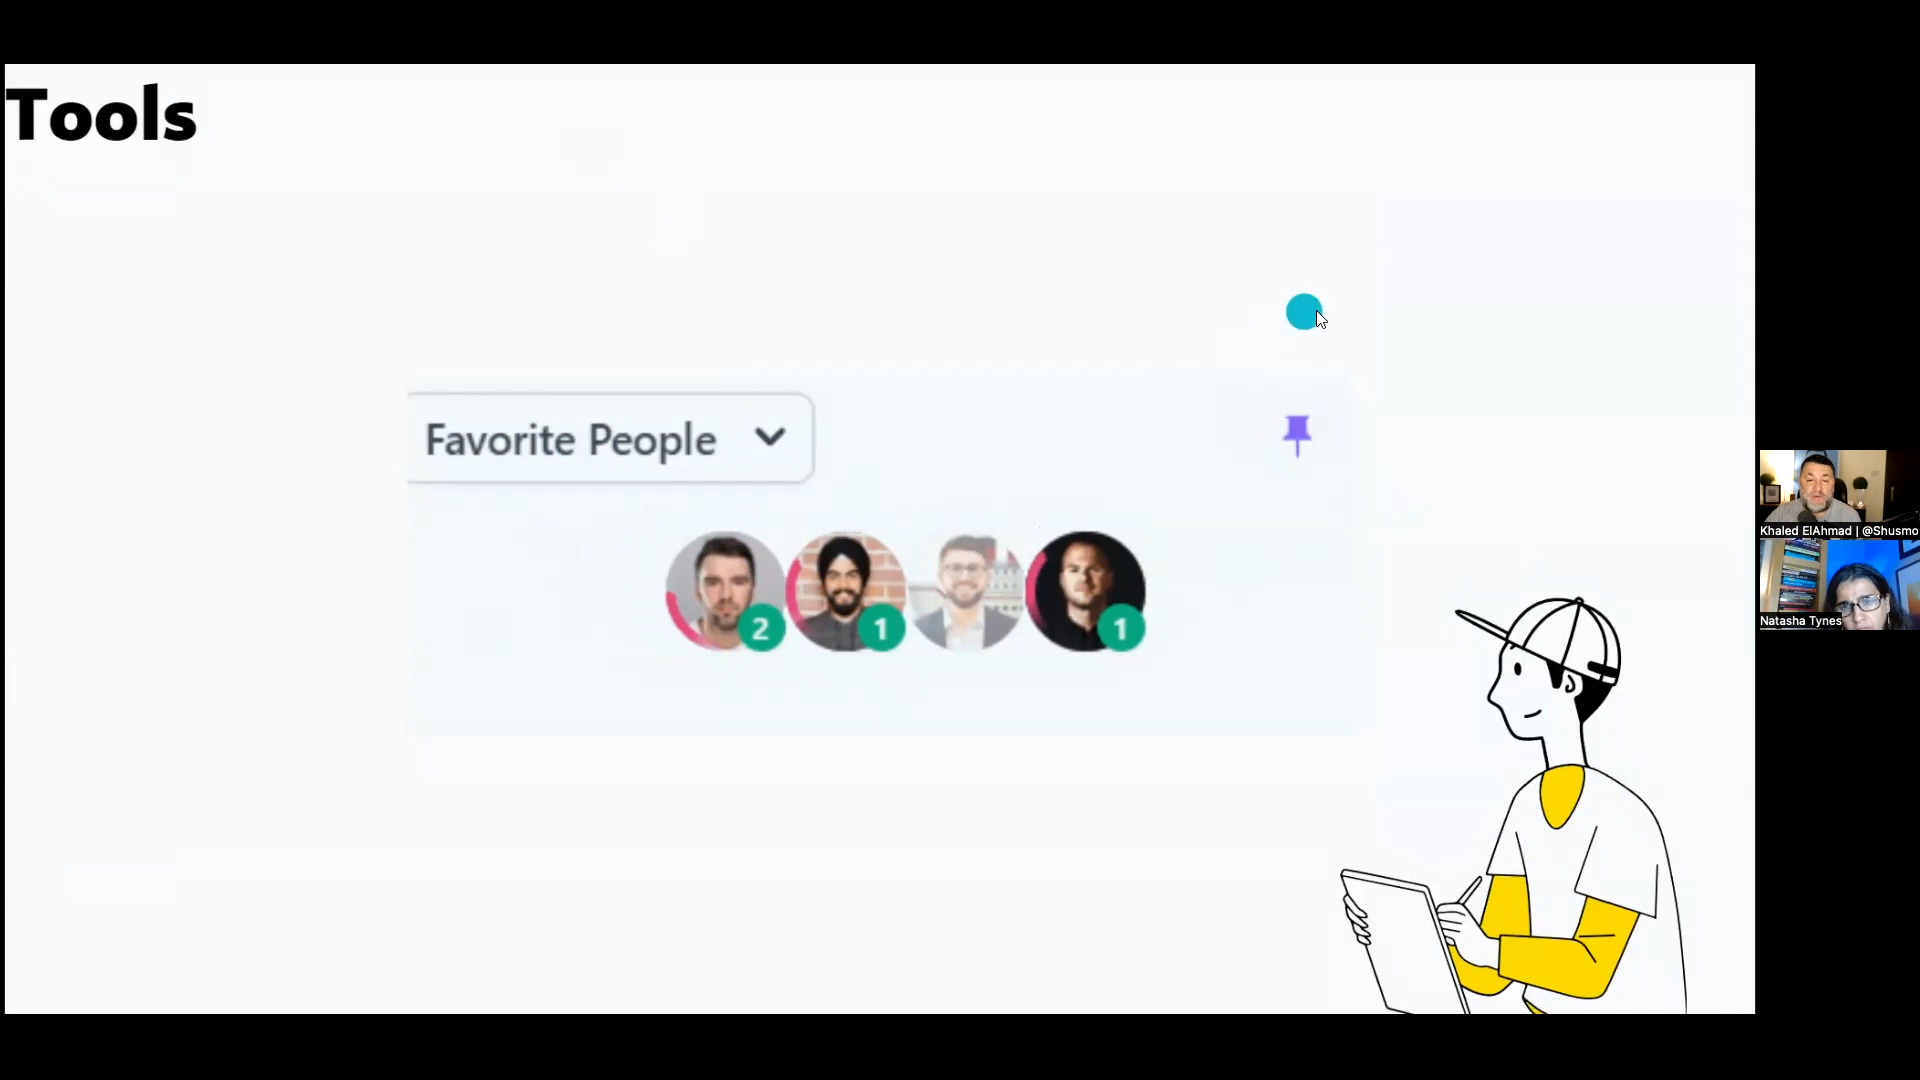 Tools
Favorite People
2
1
1
Khaled ElAhmad | @Shusmo
Natasha Tynes